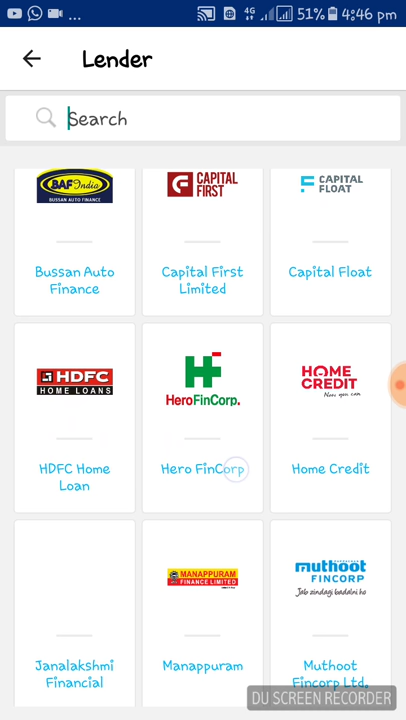 ... 4G 51% 4:46 pm
Lender
Search
BAF India
BUSSAN AUTO FINANCE
CAPITAL
FIRST
CAPITAL
FLOAT
Bussan Auto
Finance
Capital First
Limited
Capital Float
HDFC
HOME LOANS
HeroFinCorp.
HOME
CREDIT
Now you can
HDFC Home
Loan
Hero FinCorp
Home Credit
MANAPPURAM
FINANCE LIMITED
muthoot
FINCORP
Jab zindagi badalni ho
Janalakshmi
Financial
Manappuram
Muthoot
Fincorp Ltd.
DU SCREEN RECORDER